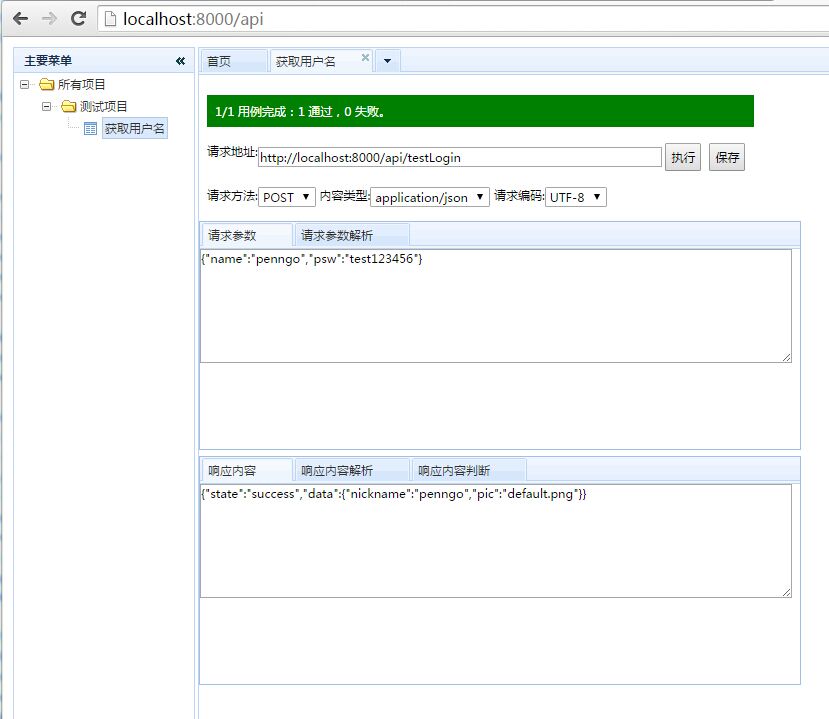 localhost:8000/api
主要菜单
首页
获取用户名
所有项目
测试项目
获取用户名
1/1 用例完成：1 通过，0 失败。
请求地址:http://localhost:8000/api/testLogin 执行 保存
请求方法:POST 内容类型:application/json 请求编码:UTF-8
请求参数 请求参数解析
{"name":"penngo","psw":"test123456"}
响应内容 响应内容解析 响应内容判断
{"state":"success","data":{"nickname":"penngo","pic":"default.png"}}